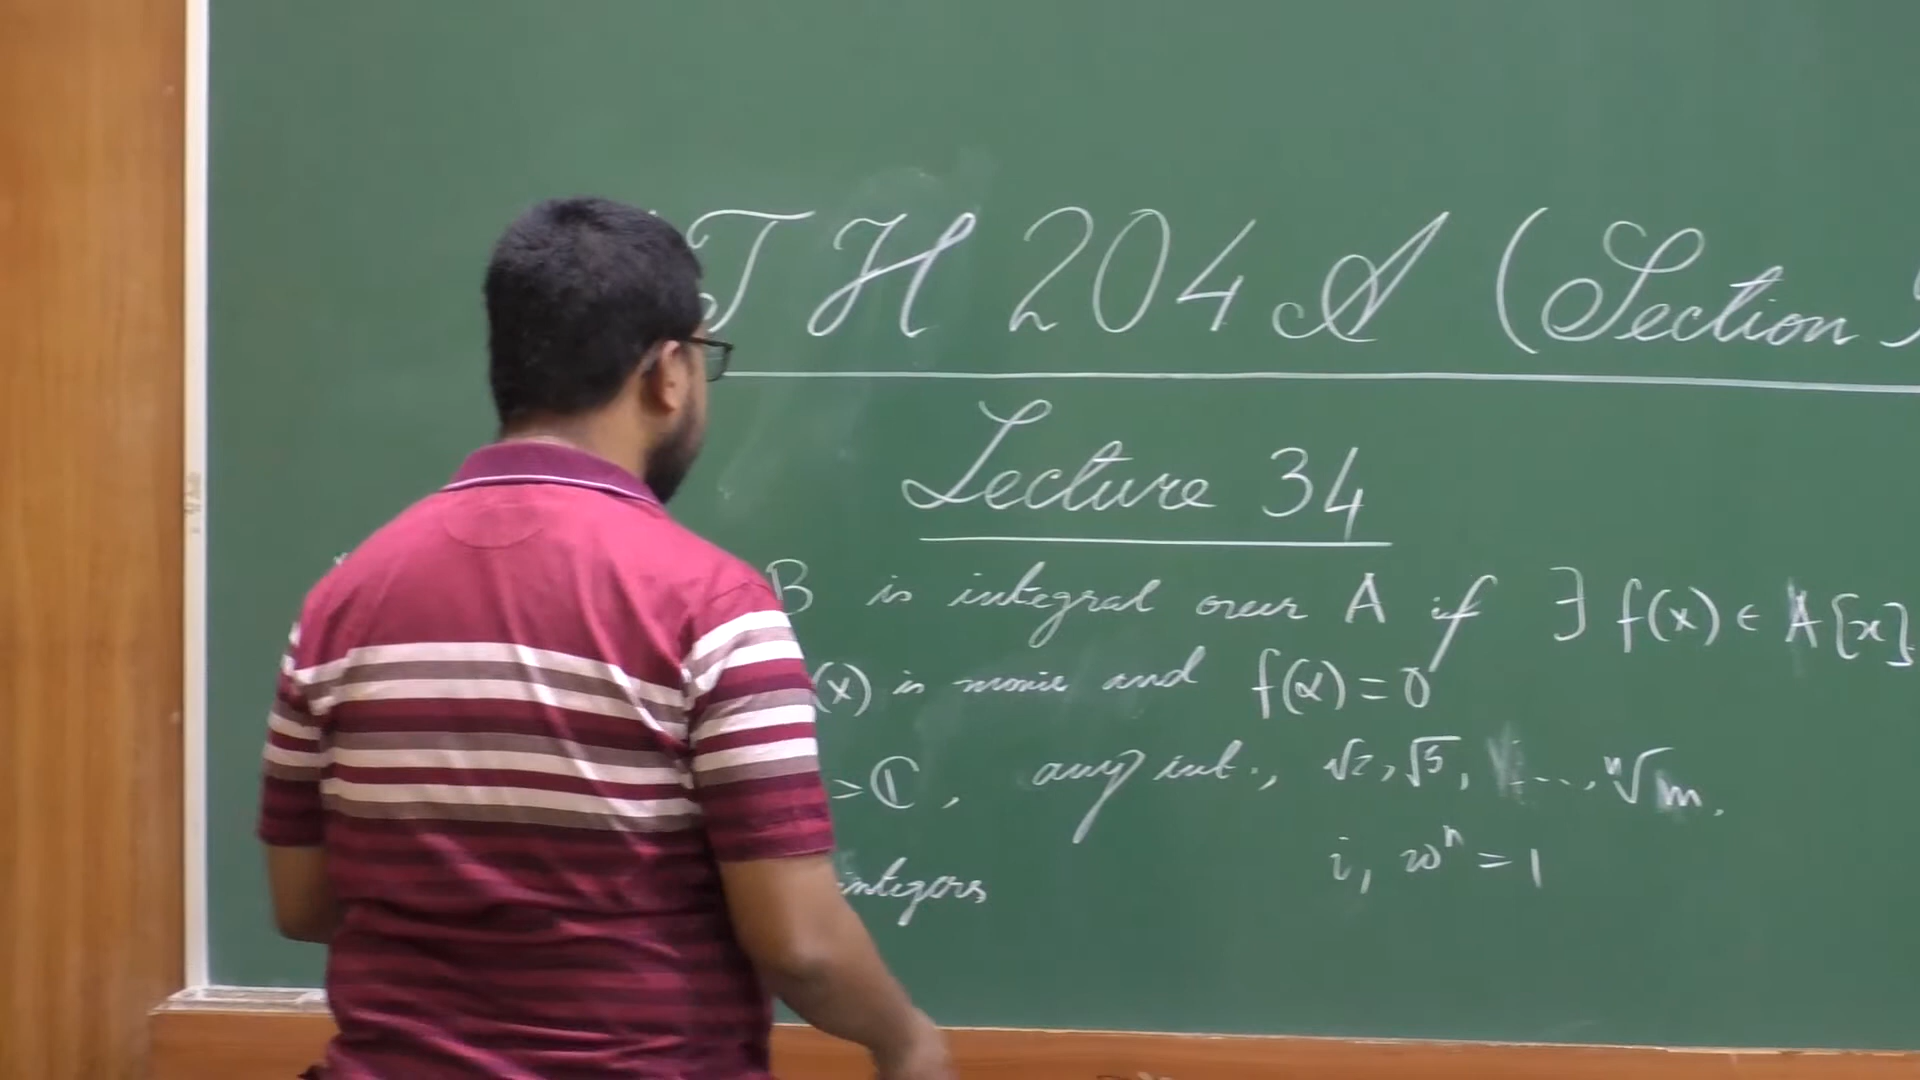 TH 204 A (Section
Lecture 34
B is integral over A if ∃ f(x) ∈ A[x]
(x) is monic and f(α) = 0
= ℂ, any int., √2, √5, ..., ⁿ√m,
i, ωⁿ = 1
integers